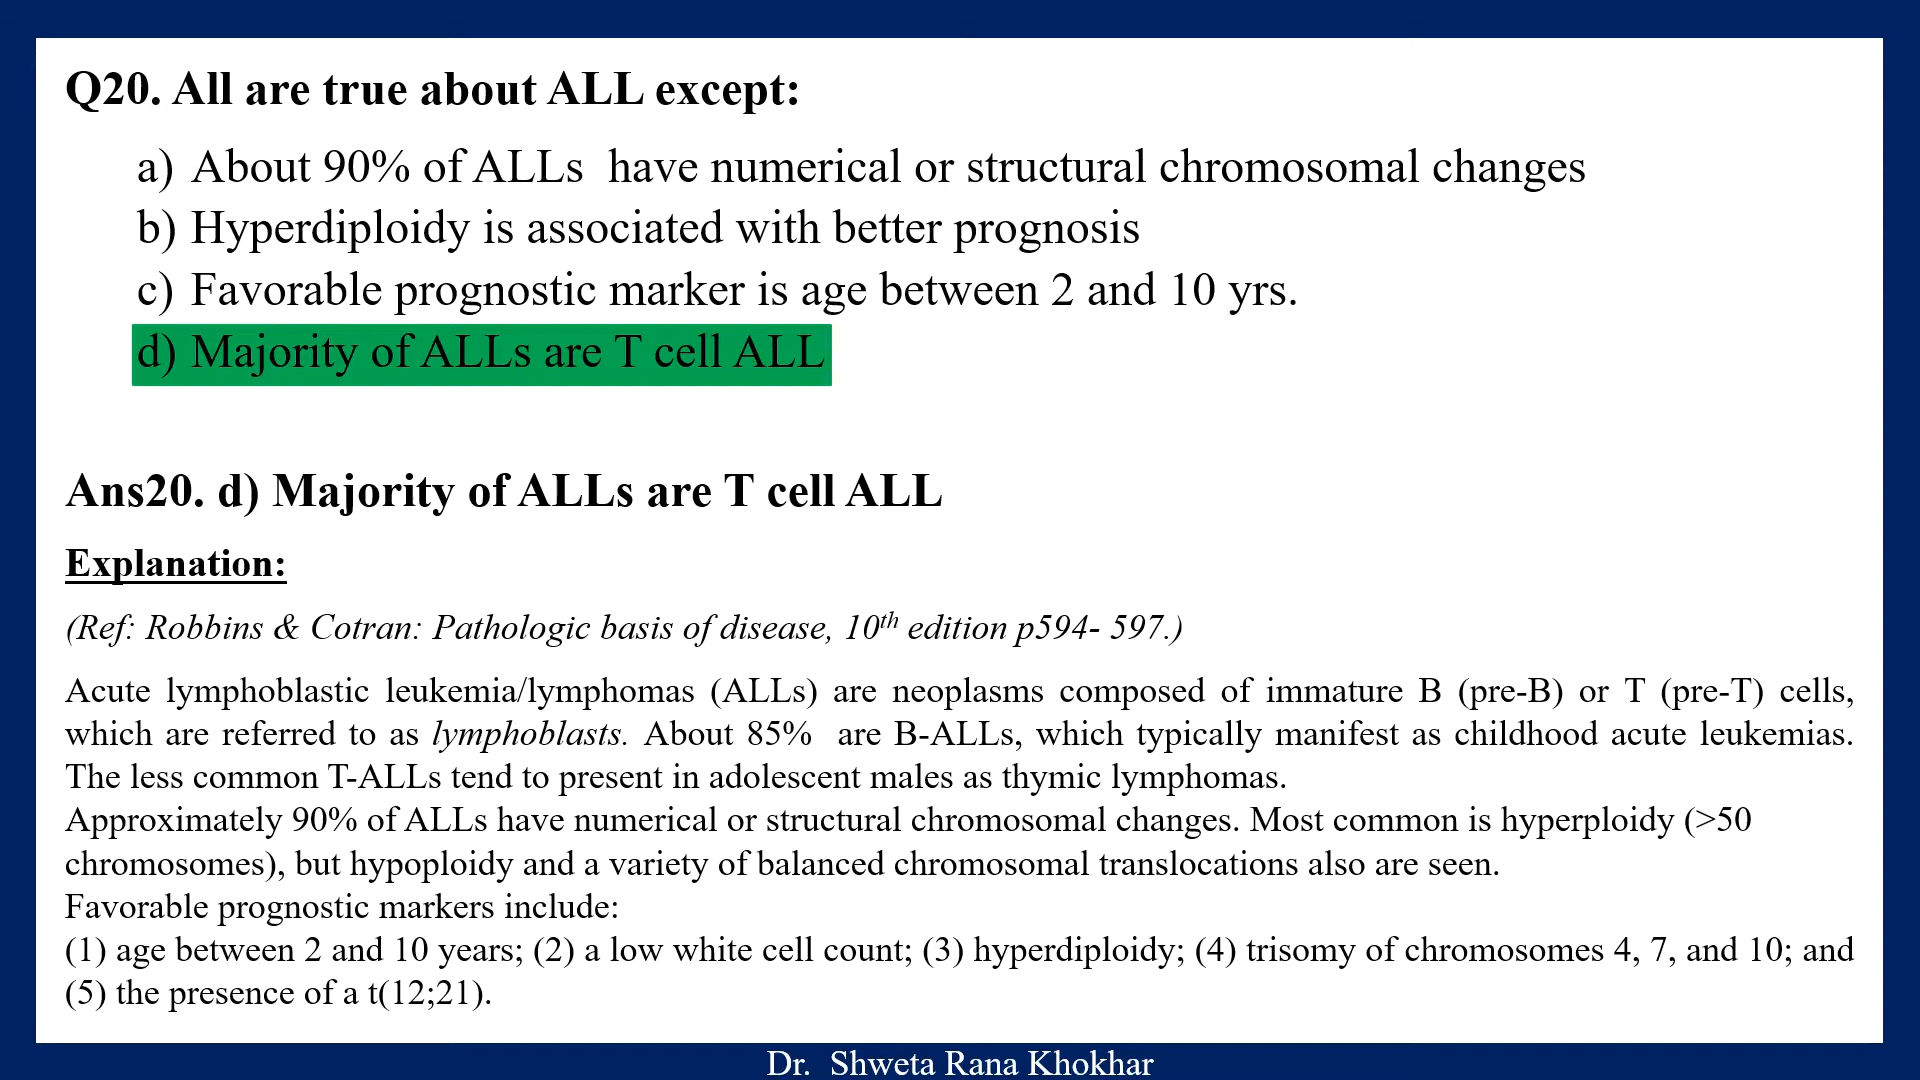 Q20. All are true about ALL except:
a) About 90% of ALLs have numerical or structural chromosomal changes
b) Hyperdiploidy is associated with better prognosis
c) Favorable prognostic marker is age between 2 and 10 yrs.
d) Majority of ALLs are T cell ALL
Ans20. d) Majority of ALLs are T cell ALL
Explanation:
(Ref: Robbins & Cotran: Pathologic basis of disease, 10th edition p594- 597.)
Acute lymphoblastic leukemia/lymphomas (ALLs) are neoplasms composed of immature B (pre-B) or T (pre-T) cells,
which are referred to as lymphoblasts. About 85% are B-ALLs, which typically manifest as childhood acute leukemias.
The less common T-ALLs tend to present in adolescent males as thymic lymphomas.
Approximately 90% of ALLs have numerical or structural chromosomal changes. Most common is hyperploidy (>50
chromosomes), but hypoploidy and a variety of balanced chromosomal translocations also are seen.
Favorable prognostic markers include:
(1) age between 2 and 10 years; (2) a low white cell count; (3) hyperdiploidy; (4) trisomy of chromosomes 4, 7, and 10; and
(5) the presence of a t(12;21).
Dr. Shweta Rana Khokhar